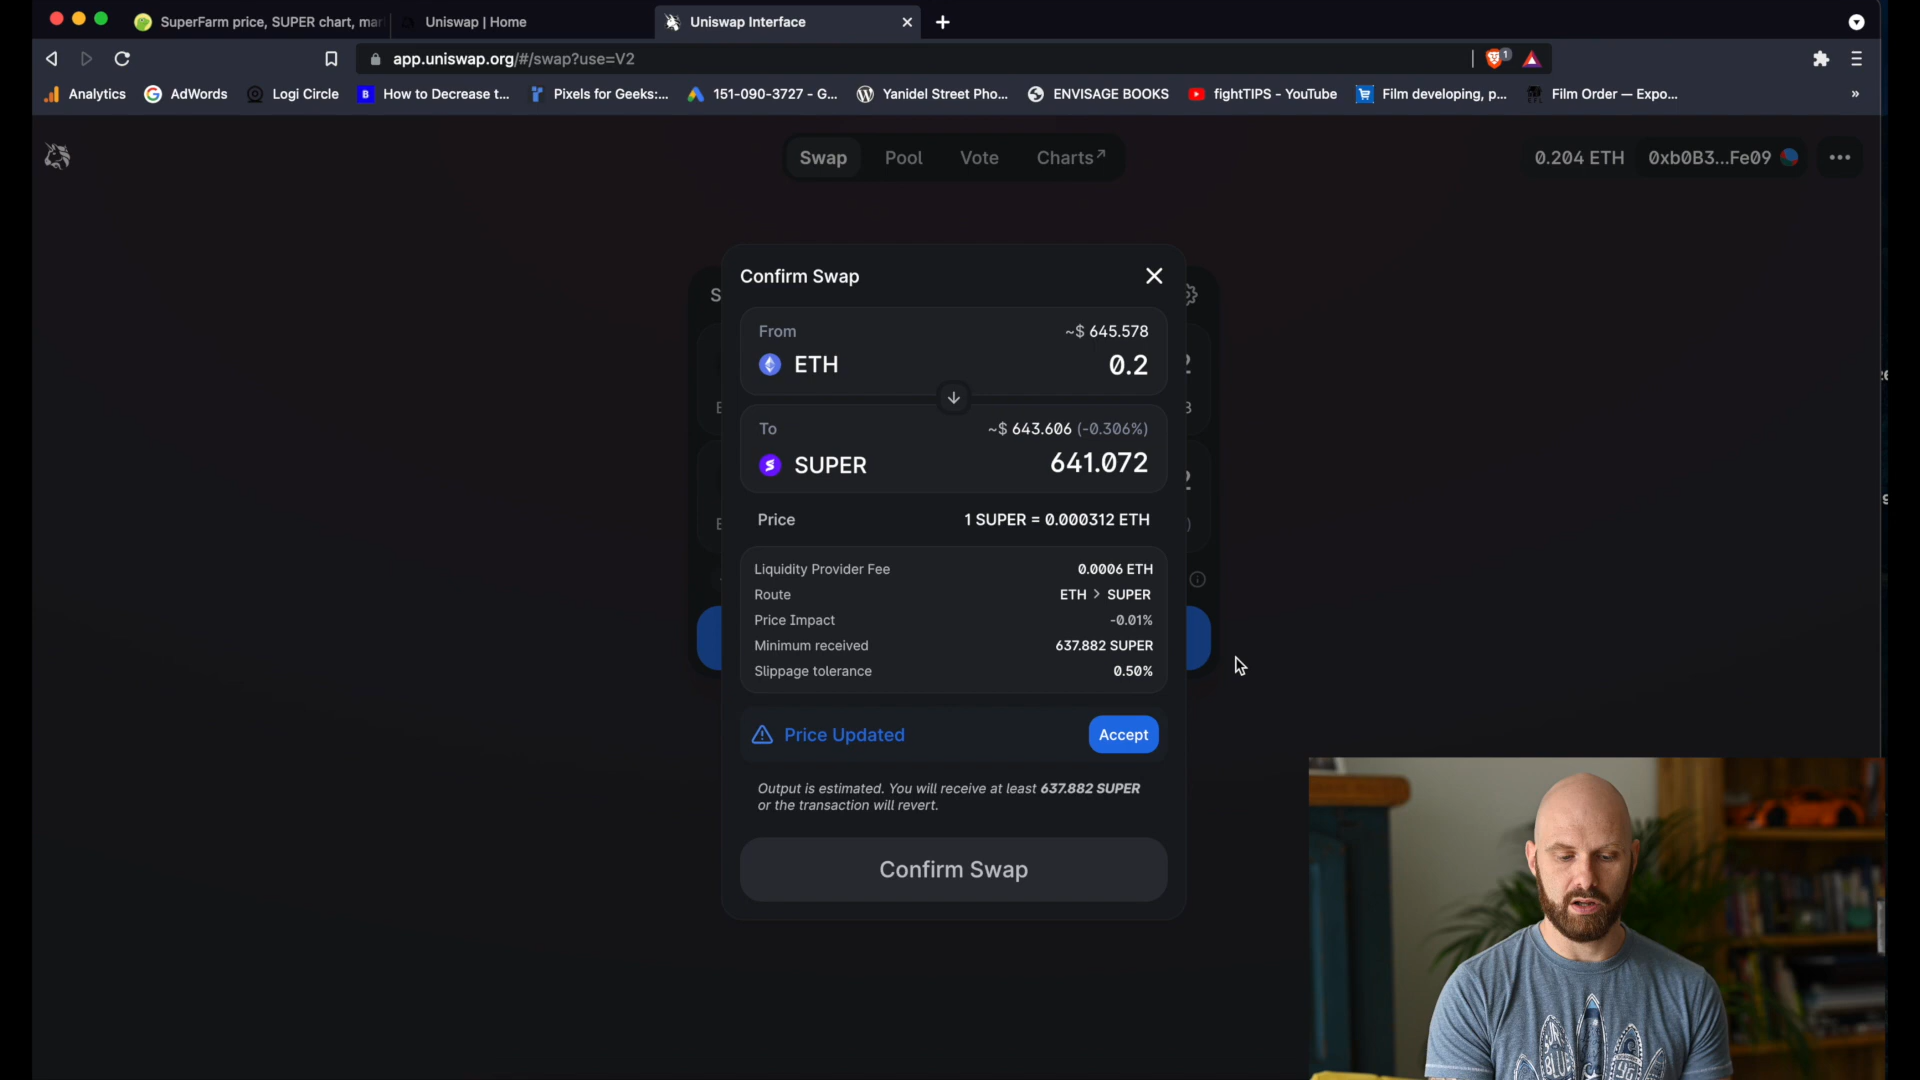 SuperFarm price, SUPER chart, mar
Uniswap | Home
Uniswap Interface
app.uniswap.org/#/swap?use=V2
1
Analytics
AdWords
Logi Circle
How to Decrease t...
Pixels for Geeks:...
151-090-3727 - G...
Yanidel Street Pho...
ENVISAGE BOOKS
fightTIPS - YouTube
Film developing, p...
Film Order — Expo...
»
Swap
Pool
Vote
Charts↗
0.204 ETH
0xb0B3...Fe09
Confirm Swap
From
~$ 645.578
ETH
0.2
To
~$ 643.606 (-0.306%)
SUPER
641.072
Price
1 SUPER = 0.000312 ETH
Liquidity Provider Fee
0.0006 ETH
Route
ETH > SUPER
Price Impact
-0.01%
Minimum received
637.882 SUPER
Slippage tolerance
0.50%
Price Updated
Accept
Output is estimated. You will receive at least 637.882 SUPER
or the transaction will revert.
Confirm Swap